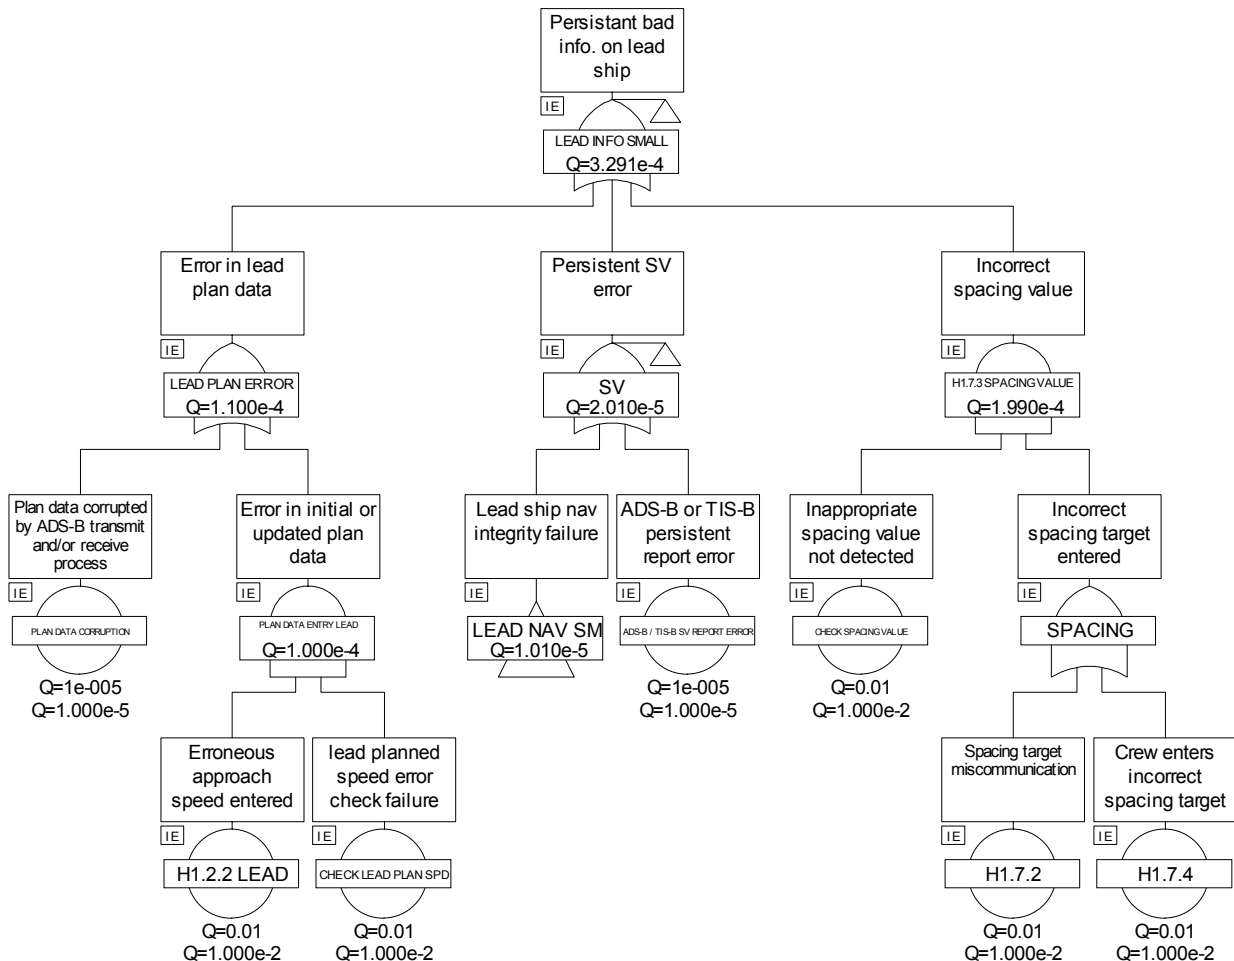 Persistant bad
info. on lead
ship
IE
LEAD INFO SMALL
Q=3.291e-4
Error in lead
plan data
IE
LEAD PLAN ERROR
Q=1.100e-4
Persistent SV
error
IE
SV
Q=2.010e-5
Incorrect
spacing value
IE
H1.7.3 SPACING VALUE
Q=1.990e-4
Plan data corrupted
by ADS-B transmit
and/or receive
process
IE
PLAN DATA CORRUPTION
Q=1e-005
Q=1.000e-5
Error in initial or
updated plan
data
IE
PLAN DATA ENTRY LEAD
Q=1.000e-4
Lead ship nav
integrity failure
IE
LEAD NAV SM
Q=1.010e-5
ADS-B or TIS-B
persistent
report error
IE
ADS-B / TIS-B SV REPORT ERROR
Q=1e-005
Q=1.000e-5
Inappropriate
spacing value
not detected
IE
CHECK SPACING VALUE
Q=0.01
Q=1.000e-2
Incorrect
spacing target
entered
IE
SPACING
Erroneous
approach
speed entered
IE
H1.2.2 LEAD
Q=0.01
Q=1.000e-2
lead planned
speed error
check failure
IE
CHECK LEAD PLAN SPD
Q=0.01
Q=1.000e-2
Spacing target
miscommunication
IE
H1.7.2
Q=0.01
Q=1.000e-2
Crew enters
incorrect
spacing target
IE
H1.7.4
Q=0.01
Q=1.000e-2